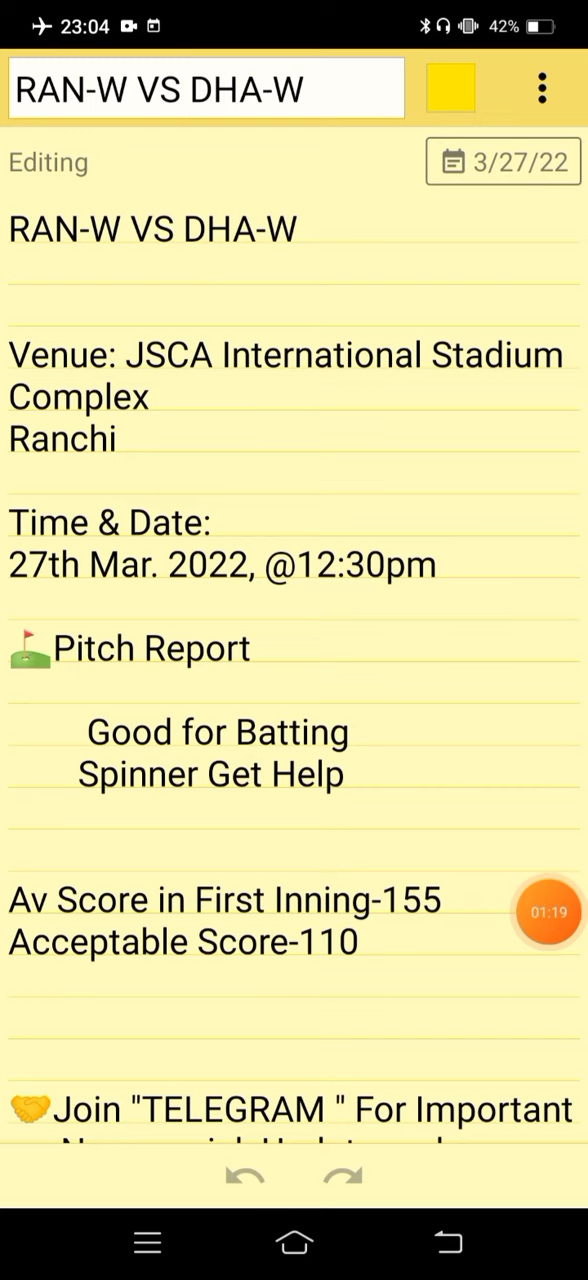 23:04
42%
RAN-W VS DHA-W
Editing
3/27/22
RAN-W VS DHA-W
Venue: JSCA International Stadium
Complex
Ranchi
Time & Date:
27th Mar. 2022, @12:30pm
Pitch Report
Good for Batting
Spinner Get Help
Av Score in First Inning-155
01:19
Acceptable Score-110
Join "TELEGRAM " For Important